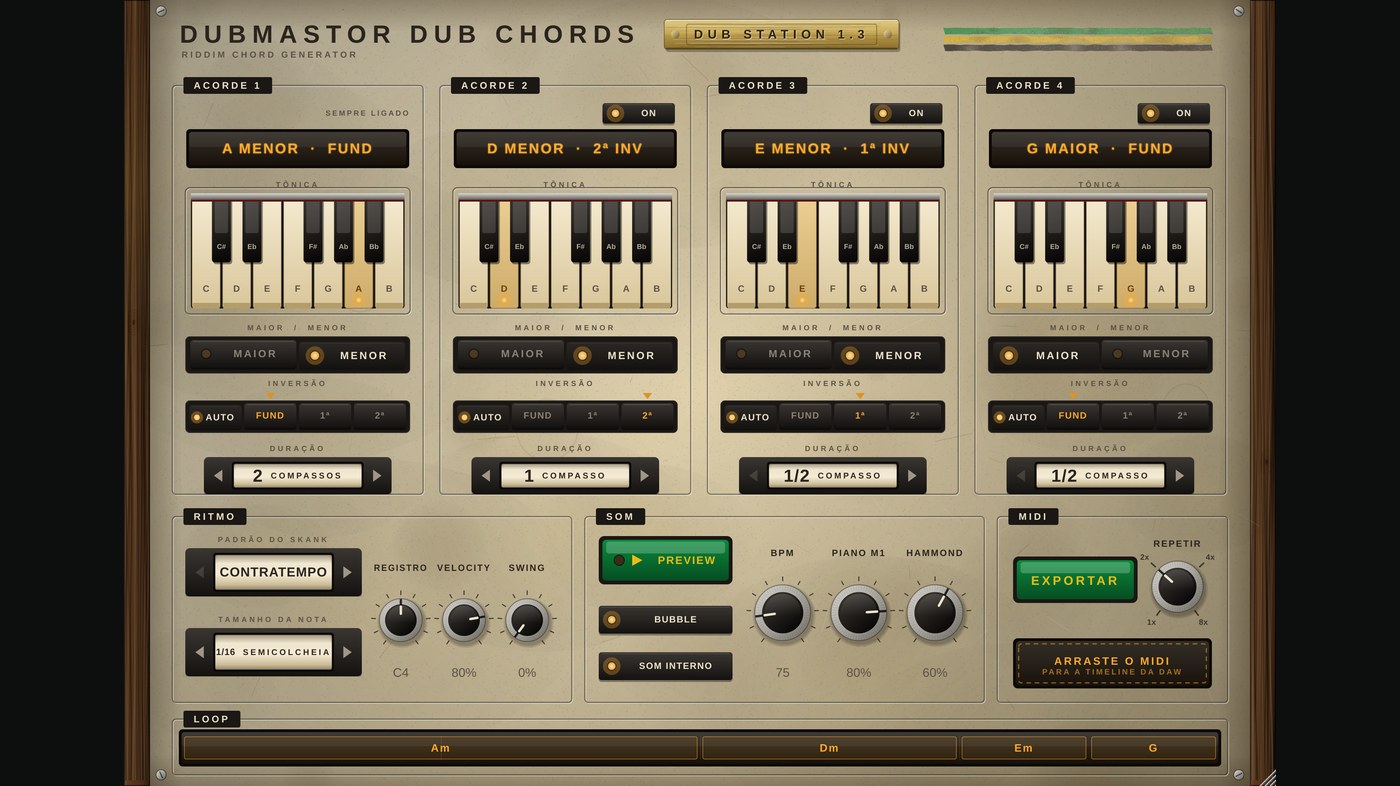 DUBMASTOR DUB CHORDS
RIDDIM CHORD GENERATOR
DUB STATION 1.3
ACORDE 1
SEMPRE LIGADO
A MENOR · FUND
TÔNICA
C# Eb F# Ab Bb
C D E F G A B
MAIOR / MENOR
MAIOR MENOR
INVERSÃO
AUTO FUND 1ª 2ª
DURAÇÃO
2 COMPASSOS
ACORDE 2
ON
D MENOR · 2ª INV
TÔNICA
C# Eb F# Ab Bb
C D E F G A B
MAIOR / MENOR
MAIOR MENOR
INVERSÃO
AUTO FUND 1ª 2ª
DURAÇÃO
1 COMPASSO
ACORDE 3
ON
E MENOR · 1ª INV
TÔNICA
C# Eb F# Ab Bb
C D E F G A B
MAIOR / MENOR
MAIOR MENOR
INVERSÃO
AUTO FUND 1ª 2ª
DURAÇÃO
1/2 COMPASSO
ACORDE 4
ON
G MAIOR · FUND
TÔNICA
C# Eb F# Ab Bb
C D E F G A B
MAIOR / MENOR
MAIOR MENOR
INVERSÃO
AUTO FUND 1ª 2ª
DURAÇÃO
1/2 COMPASSO
RITMO
PADRÃO DO SKANK
CONTRATEMPO
TAMANHO DA NOTA
1/16 SEMICOLCHEIA
REGISTRO VELOCITY SWING
C4 80% 0%
SOM
PREVIEW
BUBBLE
SOM INTERNO
BPM PIANO M1 HAMMOND
75 80% 60%
MIDI
EXPORTAR
REPETIR
2x 4x
1x 8x
ARRASTE O MIDI
PARA A TIMELINE DA DAW
LOOP
Am Dm Em G